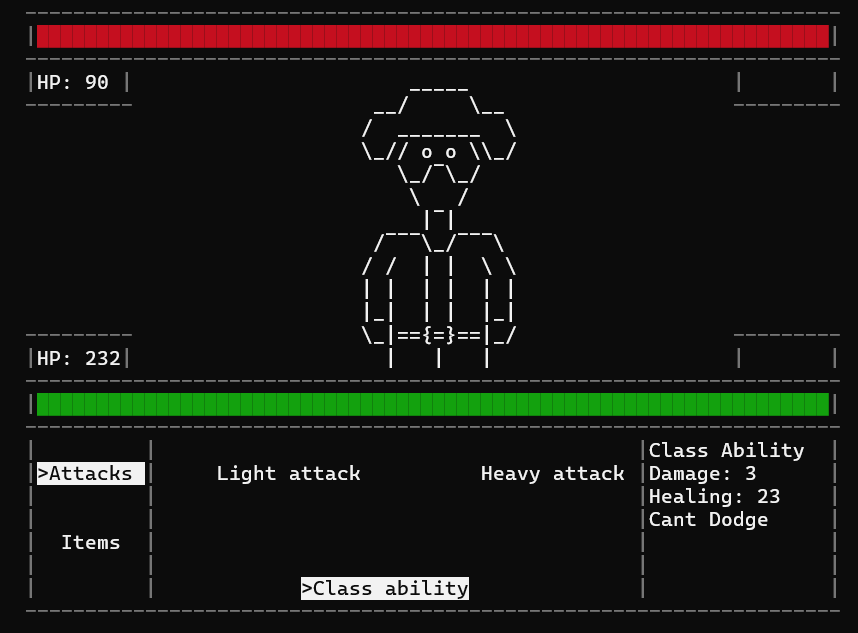 HP: 90
HP: 232
>Attacks
Items
Light attack Heavy attack
>Class ability
Class Ability
Damage: 3
Healing: 23
Cant Dodge